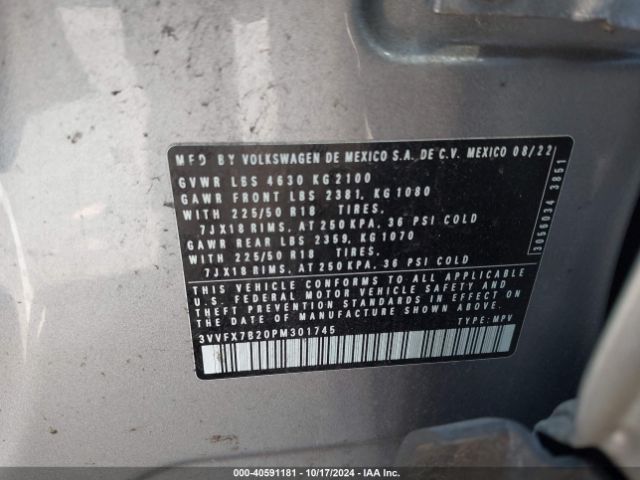 MFD BY VOLKSWAGEN DE MEXICO S.A. DE C.V. MEXICO 08/22
GVWR LBS 4630 KG 2100
GAWR FRONT LBS 2381, KG 1080
WITH 225/50 R18 TIRES,
7JX18 RIMS, AT 250 KPA, 36 PSI COLD
GAWR REAR LBS 2359, KG 1070
WITH 225/50 R18 TIRES,
7JX18 RIMS, AT 250 KPA, 36 PSI COLD
THIS VEHICLE CONFORMS TO ALL APPLICABLE
U.S. FEDERAL MOTOR VEHICLE SAFETY AND
THEFT PREVENTION STANDARDS IN EFFECT ON
DATE OF MANUFACTURE SHOWN ABOVE.
3VVFX7B20PM301745 TYPE: MPV
3056034 3851
000-40591181 - 10/17/2024 - IAA Inc.